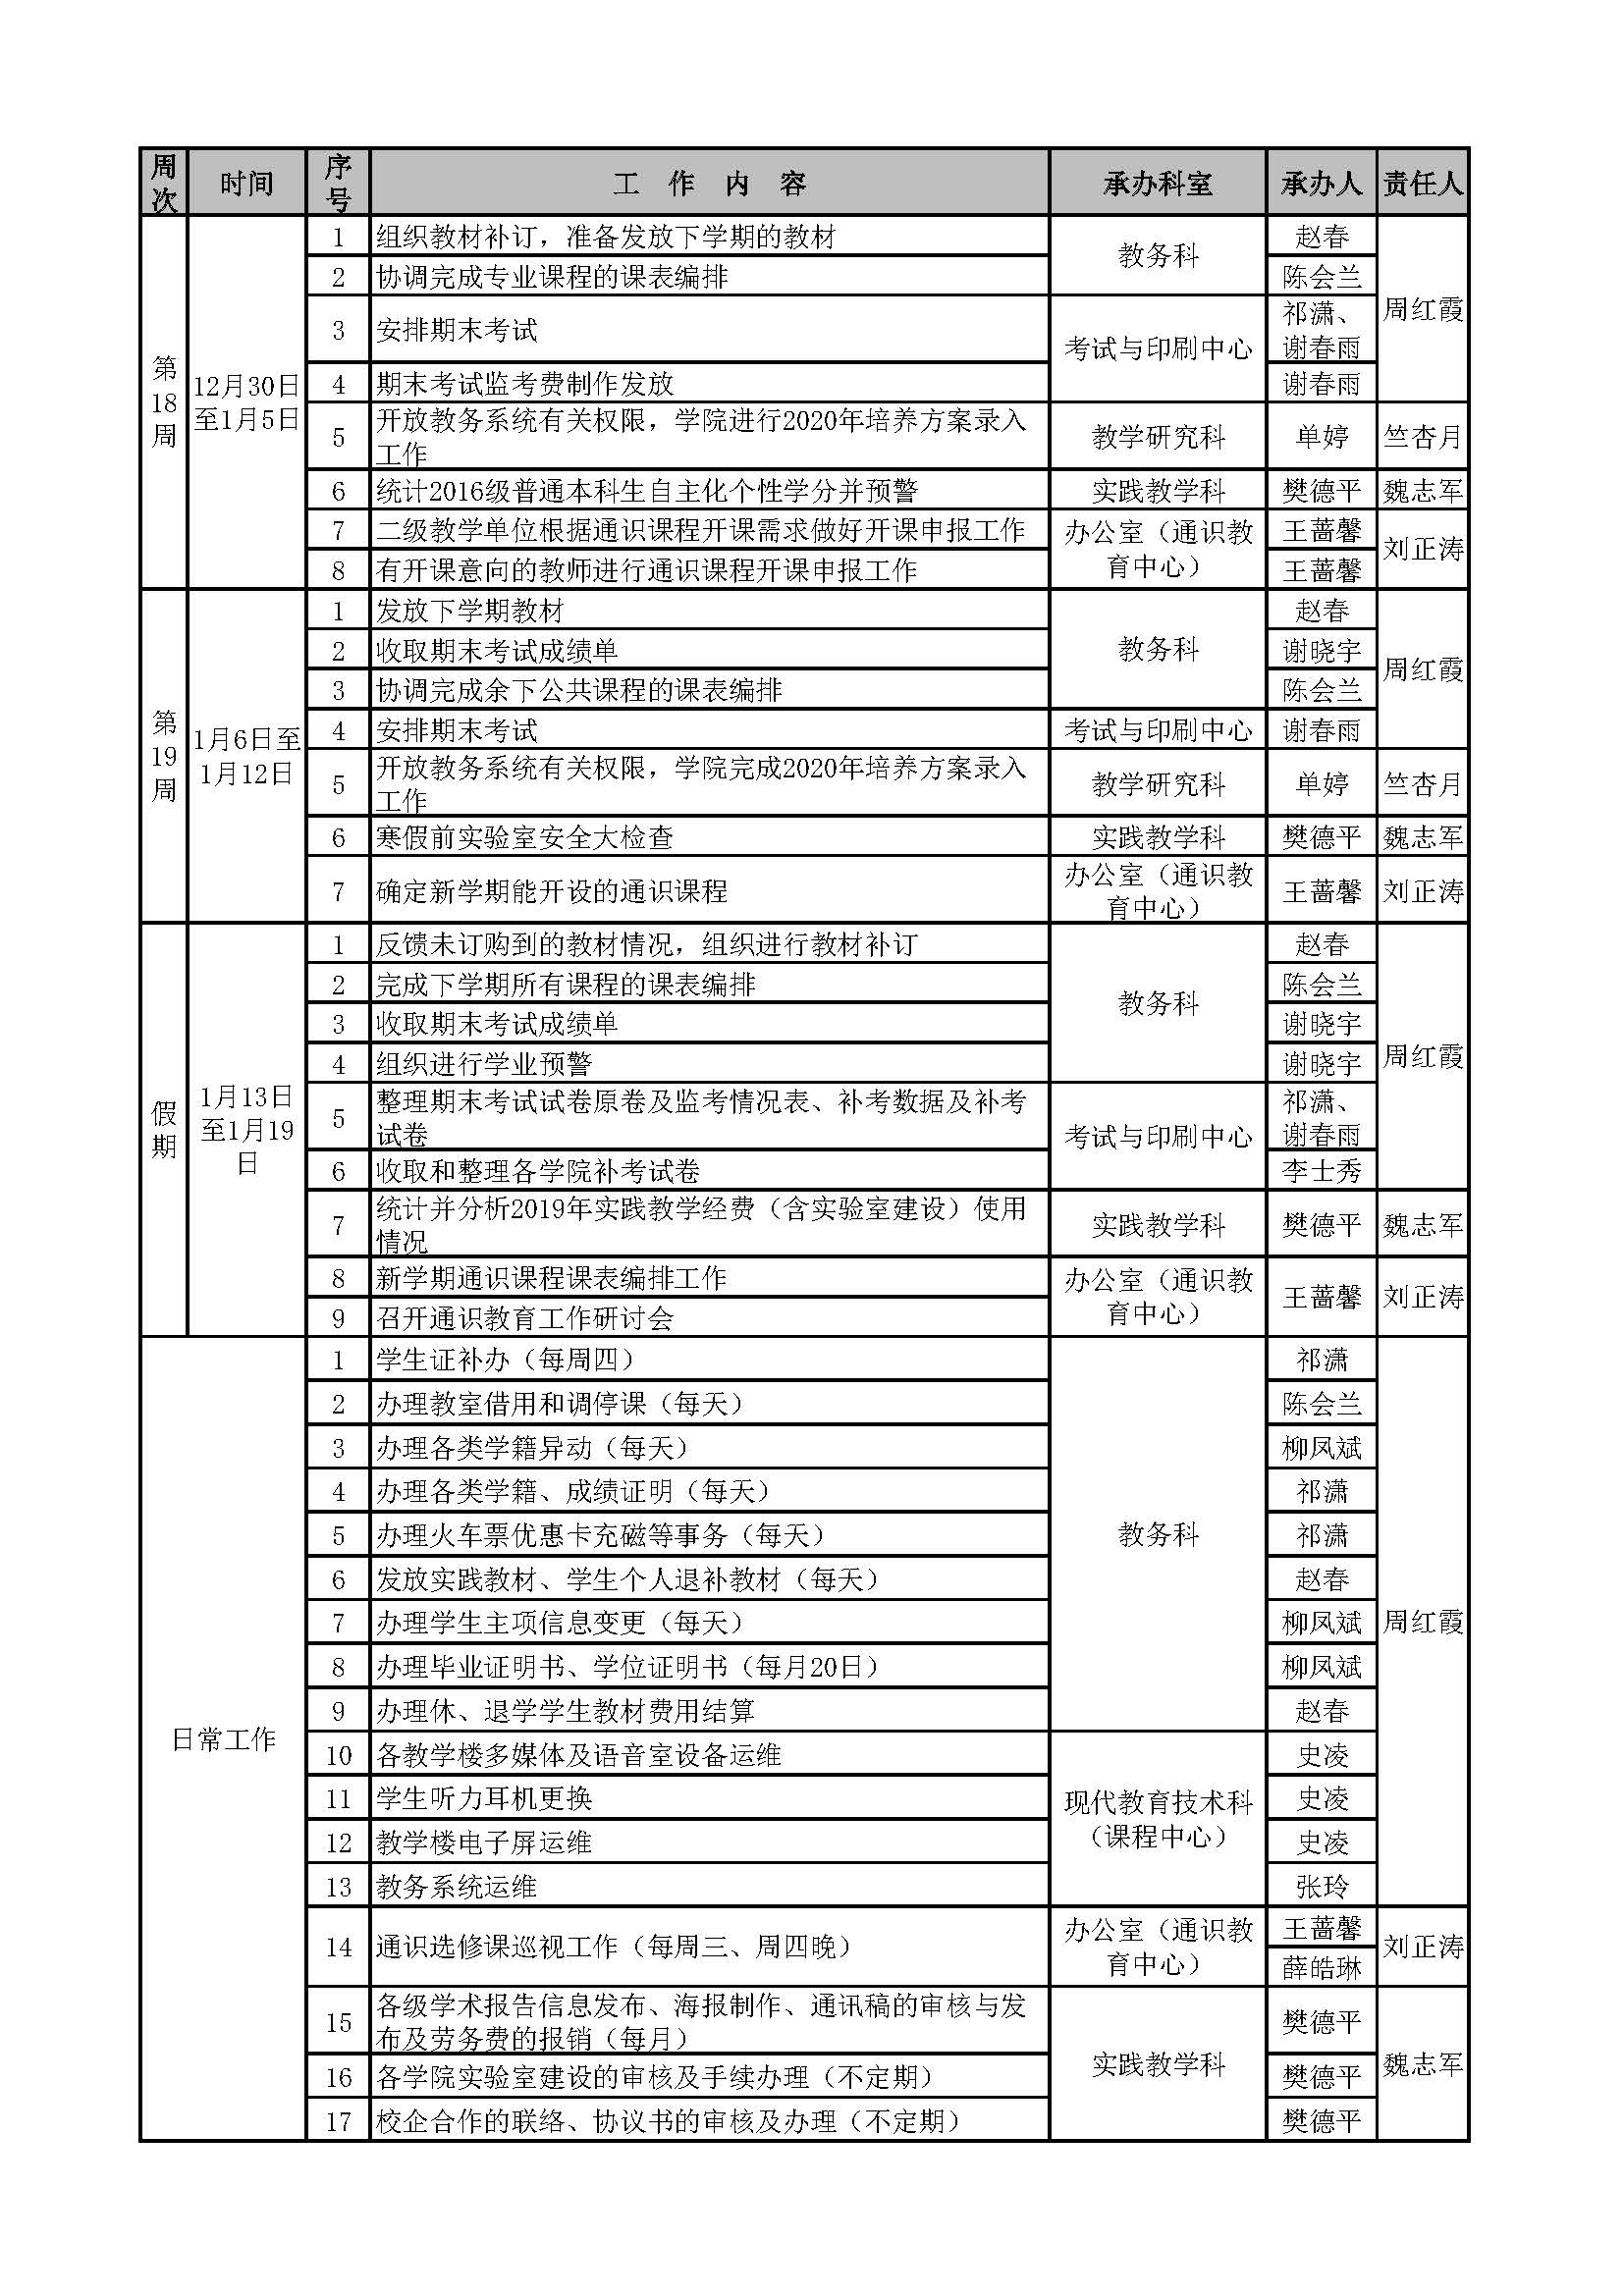 周次 时间 序号 工 作 内 容 承办科室 承办人 责任人
第18周 12月30日至1月5日
1 组织教材补订，准备发放下学期的教材 教务科 赵春 周红霞
2 协调完成专业课程的课表编排 陈会兰
3 安排期末考试 考试与印刷中心 祁潇、谢春雨
4 期末考试监考费制作发放 谢春雨
5 开放教务系统有关权限，学院进行2020年培养方案录入
工作 教学研究科 单婷 竺杏月
6 统计2016级普通本科生自主化个性学分并预警 实践教学科 樊德平 魏志军
7 二级教学单位根据通识课程开课需求做好开课申报工作 办公室（通识教育中心） 王蔷馨 刘正涛
8 有开课意向的教师进行通识课程开课申报工作 王蔷馨
第19周 1月6日至1月12日
1 发放下学期教材 教务科 赵春 周红霞
2 收取期末考试成绩单 谢晓宇
3 协调完成余下公共课程的课表编排 陈会兰
4 安排期末考试 考试与印刷中心 谢春雨
5 开放教务系统有关权限，学院完成2020年培养方案录入
工作 教学研究科 单婷 竺杏月
6 寒假前实验室安全大检查 实践教学科 樊德平 魏志军
7 确定新学期能开设的通识课程 办公室（通识教育中心） 王蔷馨 刘正涛
假期 1月13日至1月19日
1 反馈未订购到的教材情况，组织进行教材补订 教务科 赵春 周红霞
2 完成下学期所有课程的课表编排 陈会兰
3 收取期末考试成绩单 谢晓宇
4 组织进行学业预警 谢晓宇
5 整理期末考试试卷原卷及监考情况表、补考数据及补考
试卷 考试与印刷中心 祁潇、谢春雨
6 收取和整理各学院补考试卷 李士秀
7 统计并分析2019年实践教学经费（含实验室建设）使用
情况 实践教学科 樊德平 魏志军
8 新学期通识课程课表编排工作 办公室（通识教育中心） 王蔷馨 刘正涛
9 召开通识教育工作研讨会
日常工作
1 学生证补办（每周四） 教务科 祁潇 周红霞
2 办理教室借用和调停课（每天） 陈会兰
3 办理各类学籍异动（每天） 柳凤斌
4 办理各类学籍、成绩证明（每天） 祁潇
5 办理火车票优惠卡充磁等事务（每天） 祁潇
6 发放实践教材、学生个人退补教材（每天） 赵春
7 办理学生主项信息变更（每天） 柳凤斌
8 办理毕业证明书、学位证明书（每月20日） 柳凤斌
9 办理休、退学学生教材费用结算 赵春
10 各教学楼多媒体及语音室设备运维 现代教育技术科（课程中心） 史凌
11 学生听力耳机更换 史凌
12 教学楼电子屏运维 史凌
13 教务系统运维 张玲
14 通识选修课巡视工作（每周三、周四晚） 办公室（通识教育中心） 王蔷馨 刘正涛
薛皓琳
15 各级学术报告信息发布、海报制作、通讯稿的审核与发
布及劳务费的报销（每月） 实践教学科 樊德平 魏志军
16 各学院实验室建设的审核及手续办理（不定期） 樊德平
17 校企合作的联络、协议书的审核及办理（不定期） 樊德平